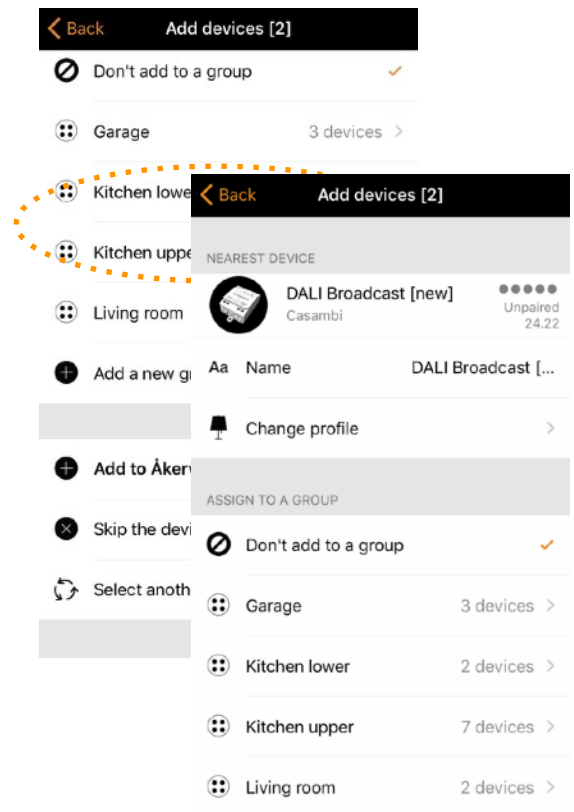 Back
Add devices [2]
Don't add to a group
Garage
3 devices
Kitchen lowe
Kitchen uppe
Living room
Add a new g
Add to Åker
Skip the devi
Select anoth
Back
Add devices [2]
NEAREST DEVICE
DALI Broadcast [new]
Casambi
Unpaired
24.22
Aa
Name
DALI Broadcast [...
Change profile
ASSIGN TO A GROUP
Don't add to a group
Garage
3 devices
Kitchen lower
2 devices
Kitchen upper
7 devices
Living room
2 devices